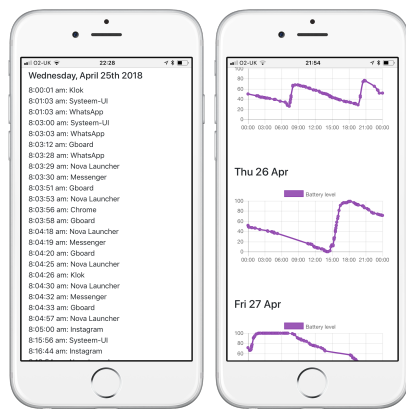 O2-UK 22:28
Wednesday, April 25th 2018
8:00:01 am: Klok
8:01:03 am: Systeem-UI
8:01:03 am: WhatsApp
8:03:00 am: Systeem-UI
8:03:03 am: WhatsApp
8:03:12 am: Gboard
8:03:28 am: WhatsApp
8:03:29 am: Nova Launcher
8:03:30 am: Messenger
8:03:51 am: Gboard
8:03:53 am: Nova Launcher
8:03:56 am: Chrome
8:03:58 am: Gboard
8:04:18 am: Nova Launcher
8:04:19 am: Messenger
8:04:20 am: Gboard
8:04:25 am: Nova Launcher
8:04:26 am: Klok
8:04:30 am: Nova Launcher
8:04:32 am: Messenger
8:04:33 am: Gboard
8:04:57 am: Nova Launcher
8:05:00 am: Instagram
8:15:56 am: Systeem-UI
8:16:44 am: Instagram
O2-UK 21:54
100
80
60
40
20
0
00:00 03:00 06:00 09:00 12:00 15:00 18:00 21:00 00:00
Thu 26 Apr
Battery level
100
80
60
40
20
0
00:00 03:00 06:00 09:00 12:00 15:00 18:00 21:00 00:00
Fri 27 Apr
Battery level
100
80
60